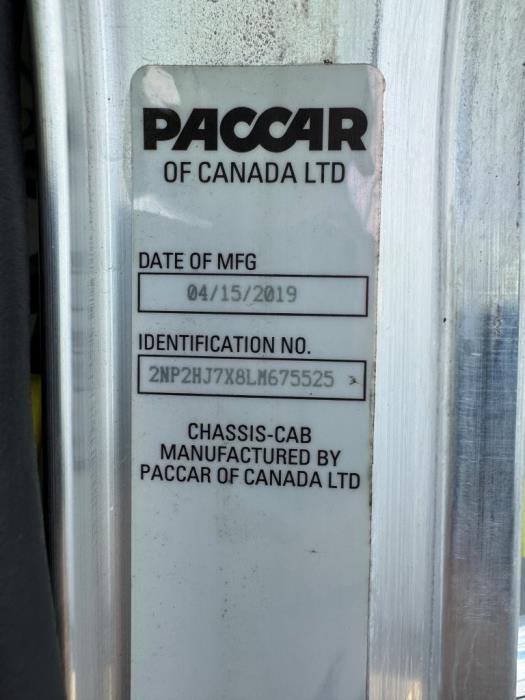 PACCAR
OF CANADA LTD
DATE OF MFG
04/15/2019
IDENTIFICATION NO.
2NP2HJ7X8LM675525 >
CHASSIS-CAB
MANUFACTURED BY
PACCAR OF CANADA LTD